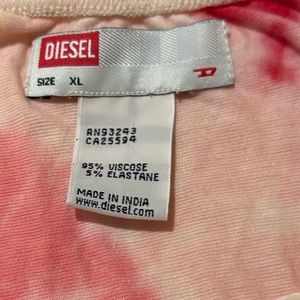 DIESEL
SIZE XL
RN93243
CA25594
95% VISCOSE
5% ELASTANE
MADE IN INDIA
www.diesel.com